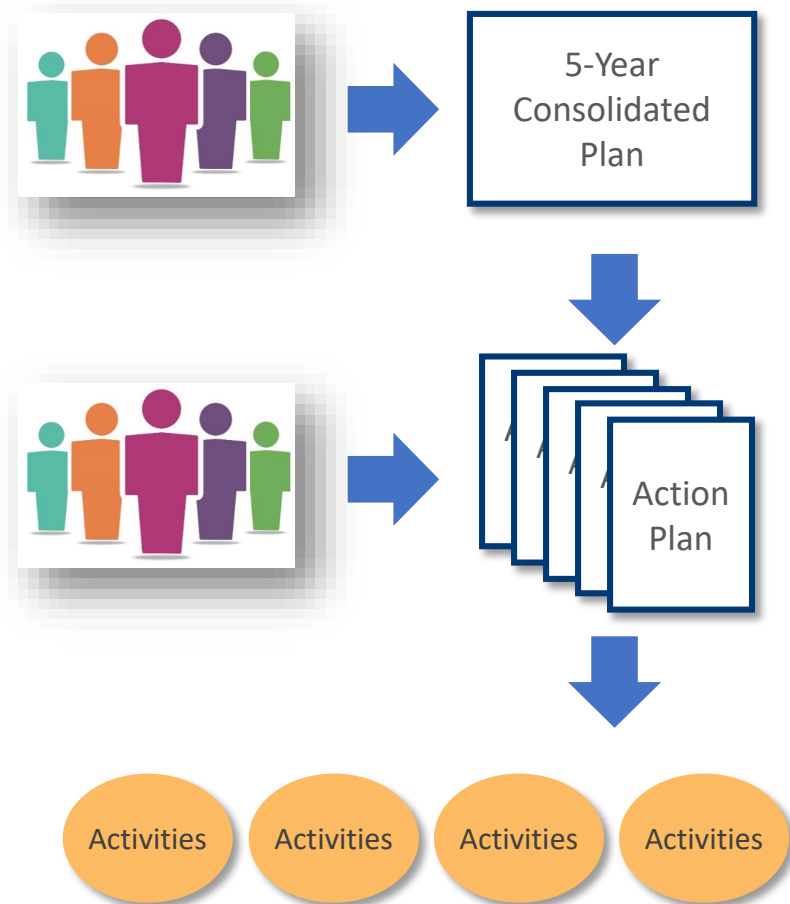 5-Year
Consolidated
Plan
A
A
A
A
Action
Plan
Activities
Activities
Activities
Activities